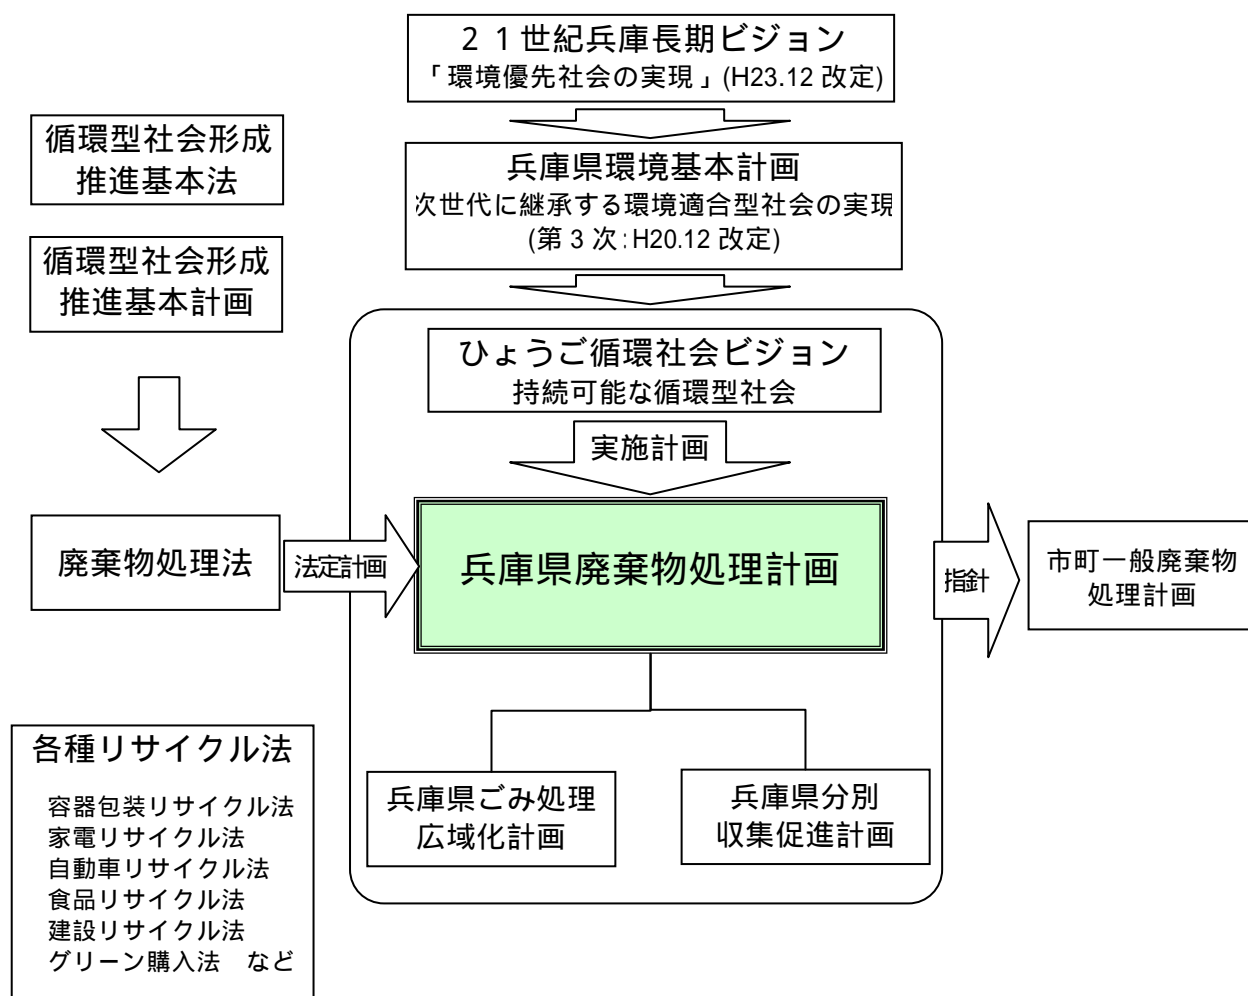 ２１世紀兵庫長期ビジョン
「環境優先社会の実現」(H23.12 改定)
循環型社会形成
推進基本法
兵庫県環境基本計画
次世代に継承する環境適合型社会の実現
(第３次：H20.12 改定)
循環型社会形成
推進基本計画
ひょうご循環社会ビジョン
持続可能な循環型社会
実施計画
廃棄物処理法
法定計画
兵庫県廃棄物処理計画
指針
市町一般廃棄物
処理計画
各種リサイクル法
容器包装リサイクル法
家電リサイクル法
自動車リサイクル法
食品リサイクル法
建設リサイクル法
グリーン購入法　など
兵庫県ごみ処理
広域化計画
兵庫県分別
収集促進計画